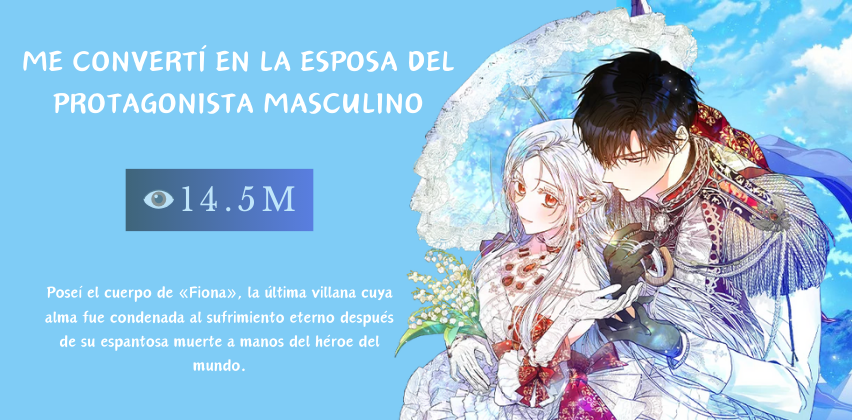 ME CONVERTÍ EN LA ESPOSA DEL
PROTAGONISTA MASCULINO
14.5M
Poseí el cuerpo de «Fiona», la última villana cuya
alma fue condenada al sufrimiento eterno después
de su espantosa muerte a manos del héroe del
mundo.